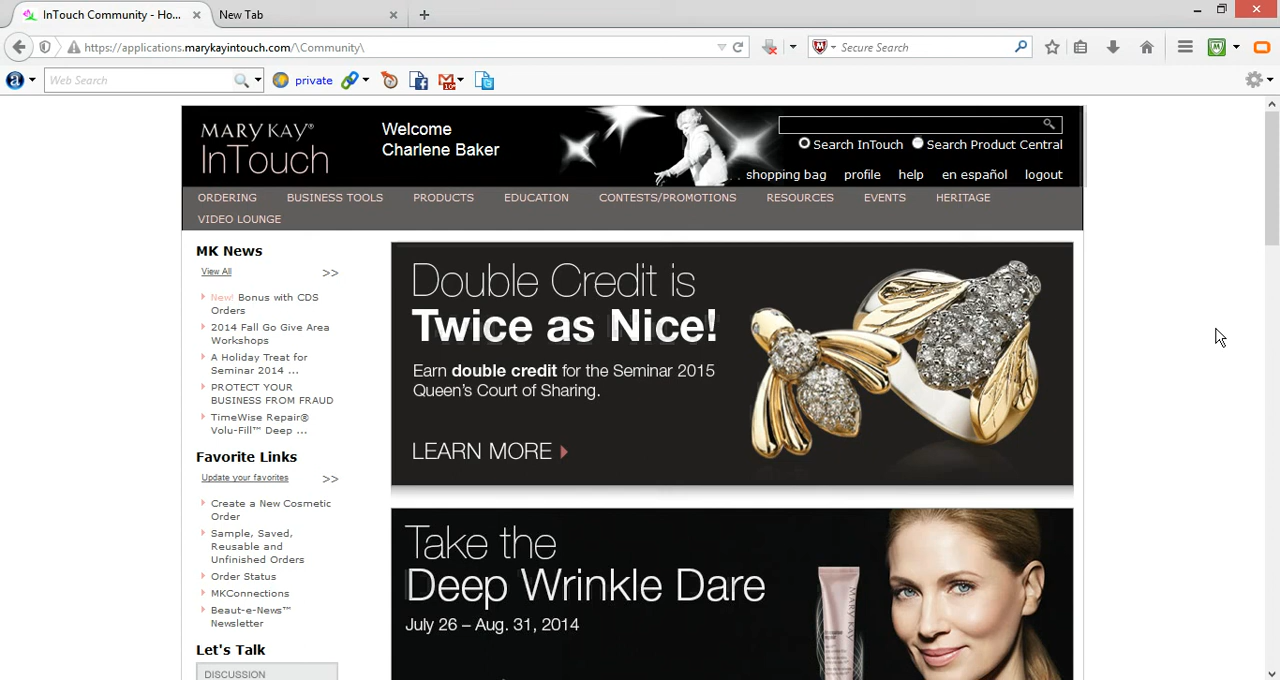 InTouch Community - Ho...
New Tab
https://applications.marykayintouch.com/\Community\
Secure Search
Web Search
private
MARY KAY®
InTouch
Welcome
Charlene Baker
Search InTouch
Search Product Central
shopping bag
profile
help
en español
logout
ORDERING
BUSINESS TOOLS
PRODUCTS
EDUCATION
CONTESTS/PROMOTIONS
RESOURCES
EVENTS
HERITAGE
VIDEO LOUNGE
MK News
View All
>>
New! Bonus with CDS
Orders
2014 Fall Go Give Area
Workshops
A Holiday Treat for
Seminar 2014 ...
PROTECT YOUR
BUSINESS FROM FRAUD
TimeWise Repair®
Volu-Fill™ Deep ...
Favorite Links
Update your favorites
>>
Create a New Cosmetic
Order
Sample, Saved,
Reusable and
Unfinished Orders
Order Status
MKConnections
Beaut-e-News™
Newsletter
Let's Talk
DISCUSSION
Double Credit is
Twice as Nice!
Earn double credit for the Seminar 2015
Queen's Court of Sharing.
LEARN MORE
Take the
Deep Wrinkle Dare
July 26 – Aug. 31, 2014
MARY KAY